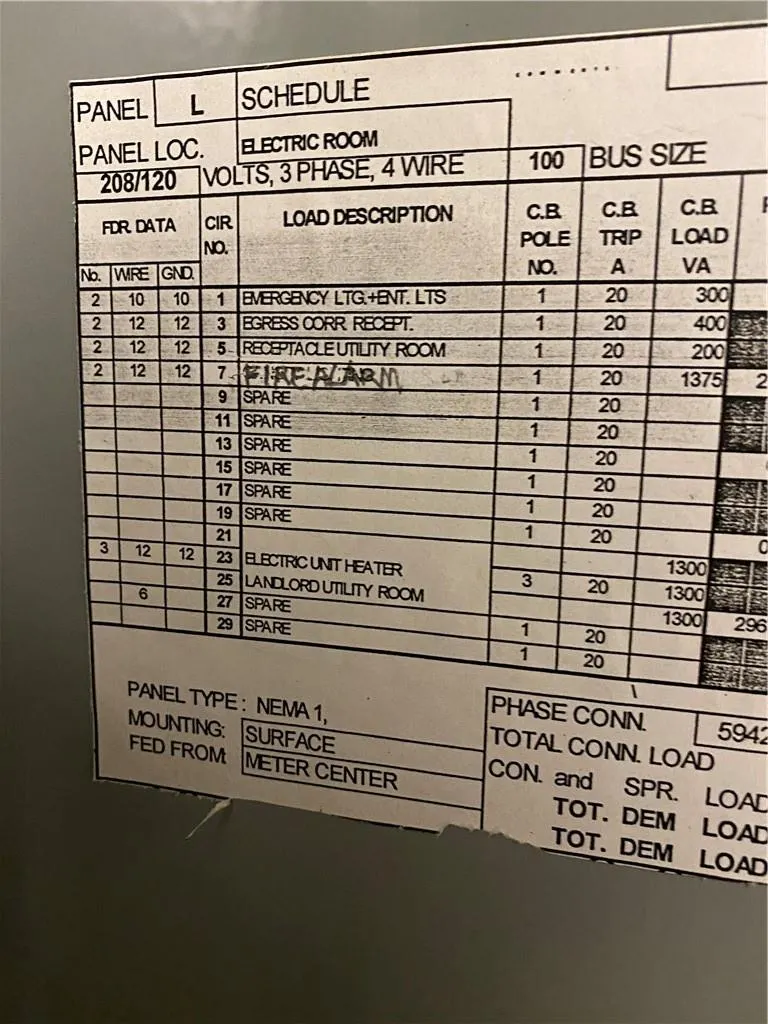 PANEL L SCHEDULE
PANEL LOC. ELECTRIC ROOM
208/120 VOLTS, 3 PHASE, 4 WIRE 100 BUS SIZE
FDR. DATA CIR. NO. LOAD DESCRIPTION C.B. POLE NO. C.B. TRIP A C.B. LOAD VA
No. WIRE GND.
2 10 10 1 EMERGENCY LTG.+ENT. LTS 1 20 300
2 12 12 3 EGRESS CORR. RECEPT. 1 20 400
2 12 12 5 RECEPTACLE UTILITY ROOM 1 20 200
2 12 12 7 FIRE ALARM 1 20 1375 2
9 SPARE 1 20
11 SPARE 1 20
13 SPARE 1 20
15 SPARE 1 20
17 SPARE 1 20
19 SPARE 1 20
21 0
3 12 12 23 ELECTRIC UNIT HEATER 3 20 1300
25 LANDLORD UTILITY ROOM 1300
6 27 SPARE 1 20 1300 296
29 SPARE 1 20
PANEL TYPE: NEMA 1,
MOUNTING: SURFACE
FED FROM METER CENTER
PHASE CONN. 5942
TOTAL CONN. LOAD
CON. and SPR. LOAD
TOT. DEM LOAD
TOT. DEM LOAD